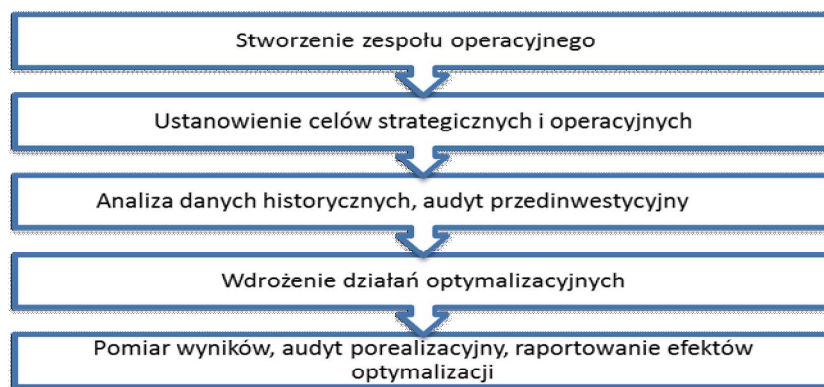 Stworzenie zespołu operacyjnego
Ustanowienie celów strategicznych i operacyjnych
Analiza danych historycznych, audyt przedinwestycyjny
Wdrożenie działań optymalizacyjnych
Pomiar wyników, audyt porealizacyjny, raportowanie efektów
optymalizacji